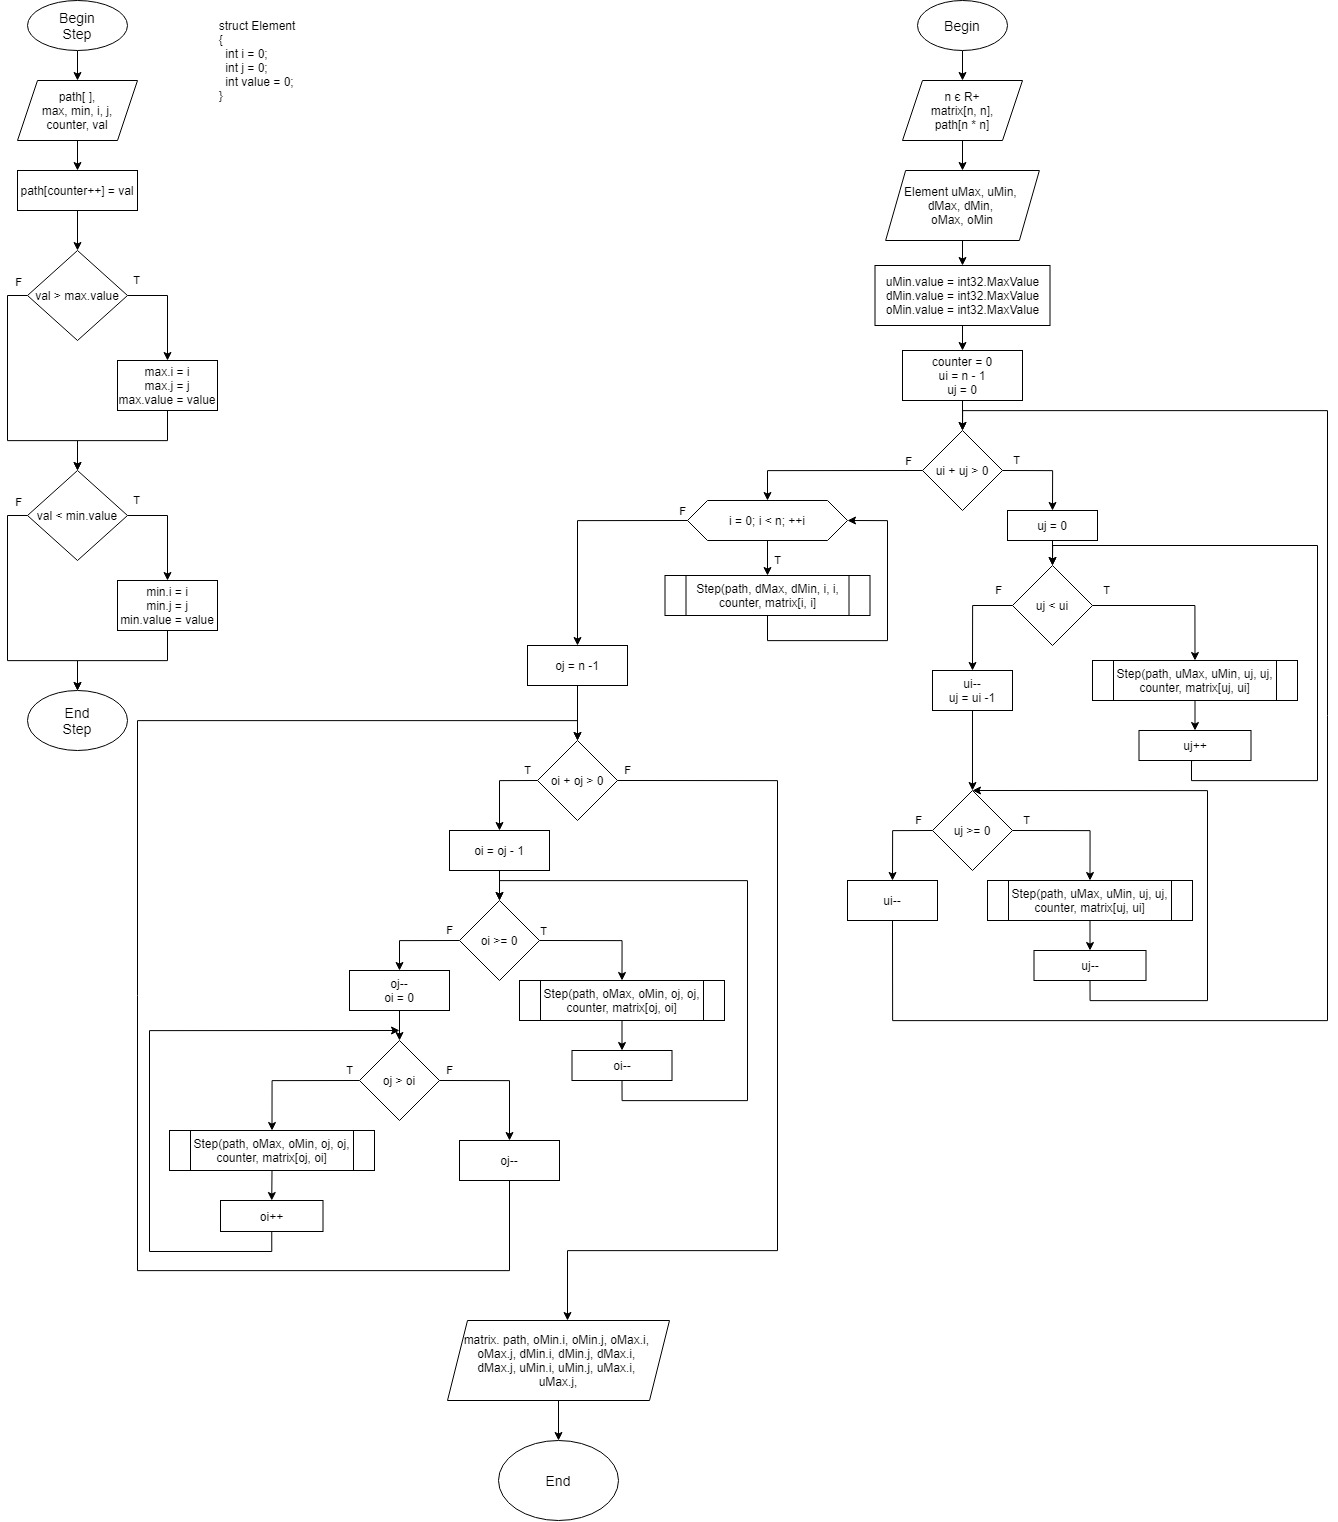 Begin
Step
path[ ],
max, min, i, j,
counter, val
path[counter++] = val
val > max.value
F
T
max.i = i
max.j = j
max.value = value
val < min.value
F
T
min.i = i
min.j = j
min.value = value
End
Step
struct Element
{
int i = 0;
int j = 0;
int value = 0;
}
Begin
n є R+
matrix[n, n],
path[n * n]
Element uMax, uMin,
dMax, dMin,
oMax, oMin
uMin.value = int32.MaxValue
dMin.value = int32.MaxValue
oMin.value = int32.MaxValue
counter = 0
ui = n - 1
uj = 0
ui + uj > 0
F
T
uj = 0
uj < ui
F
T
Step(path, uMax, uMin, uj, uj,
counter, matrix[uj, ui]
uj++
ui--
uj = ui -1
uj >= 0
F
T
Step(path, uMax, uMin, uj, uj,
counter, matrix[uj, ui]
uj--
ui--
i = 0; i < n; ++i
F
T
Step(path, dMax, dMin, i, i,
counter, matrix[i, i]
oj = n -1
oi + oj > 0
T
F
oi = oj - 1
oi >= 0
F
T
Step(path, oMax, oMin, oj, oj,
counter, matrix[oj, oi]
oi--
oj--
oi = 0
oj > oi
T
F
Step(path, oMax, oMin, oj, oj,
counter, matrix[oj, oi]
oi++
oj--
matrix. path, oMin.i, oMin.j, oMax.i,
oMax.j, dMin.i, dMin.j, dMax.i,
dMax.j, uMin.i, uMin.j, uMax.i,
uMax.j,
End